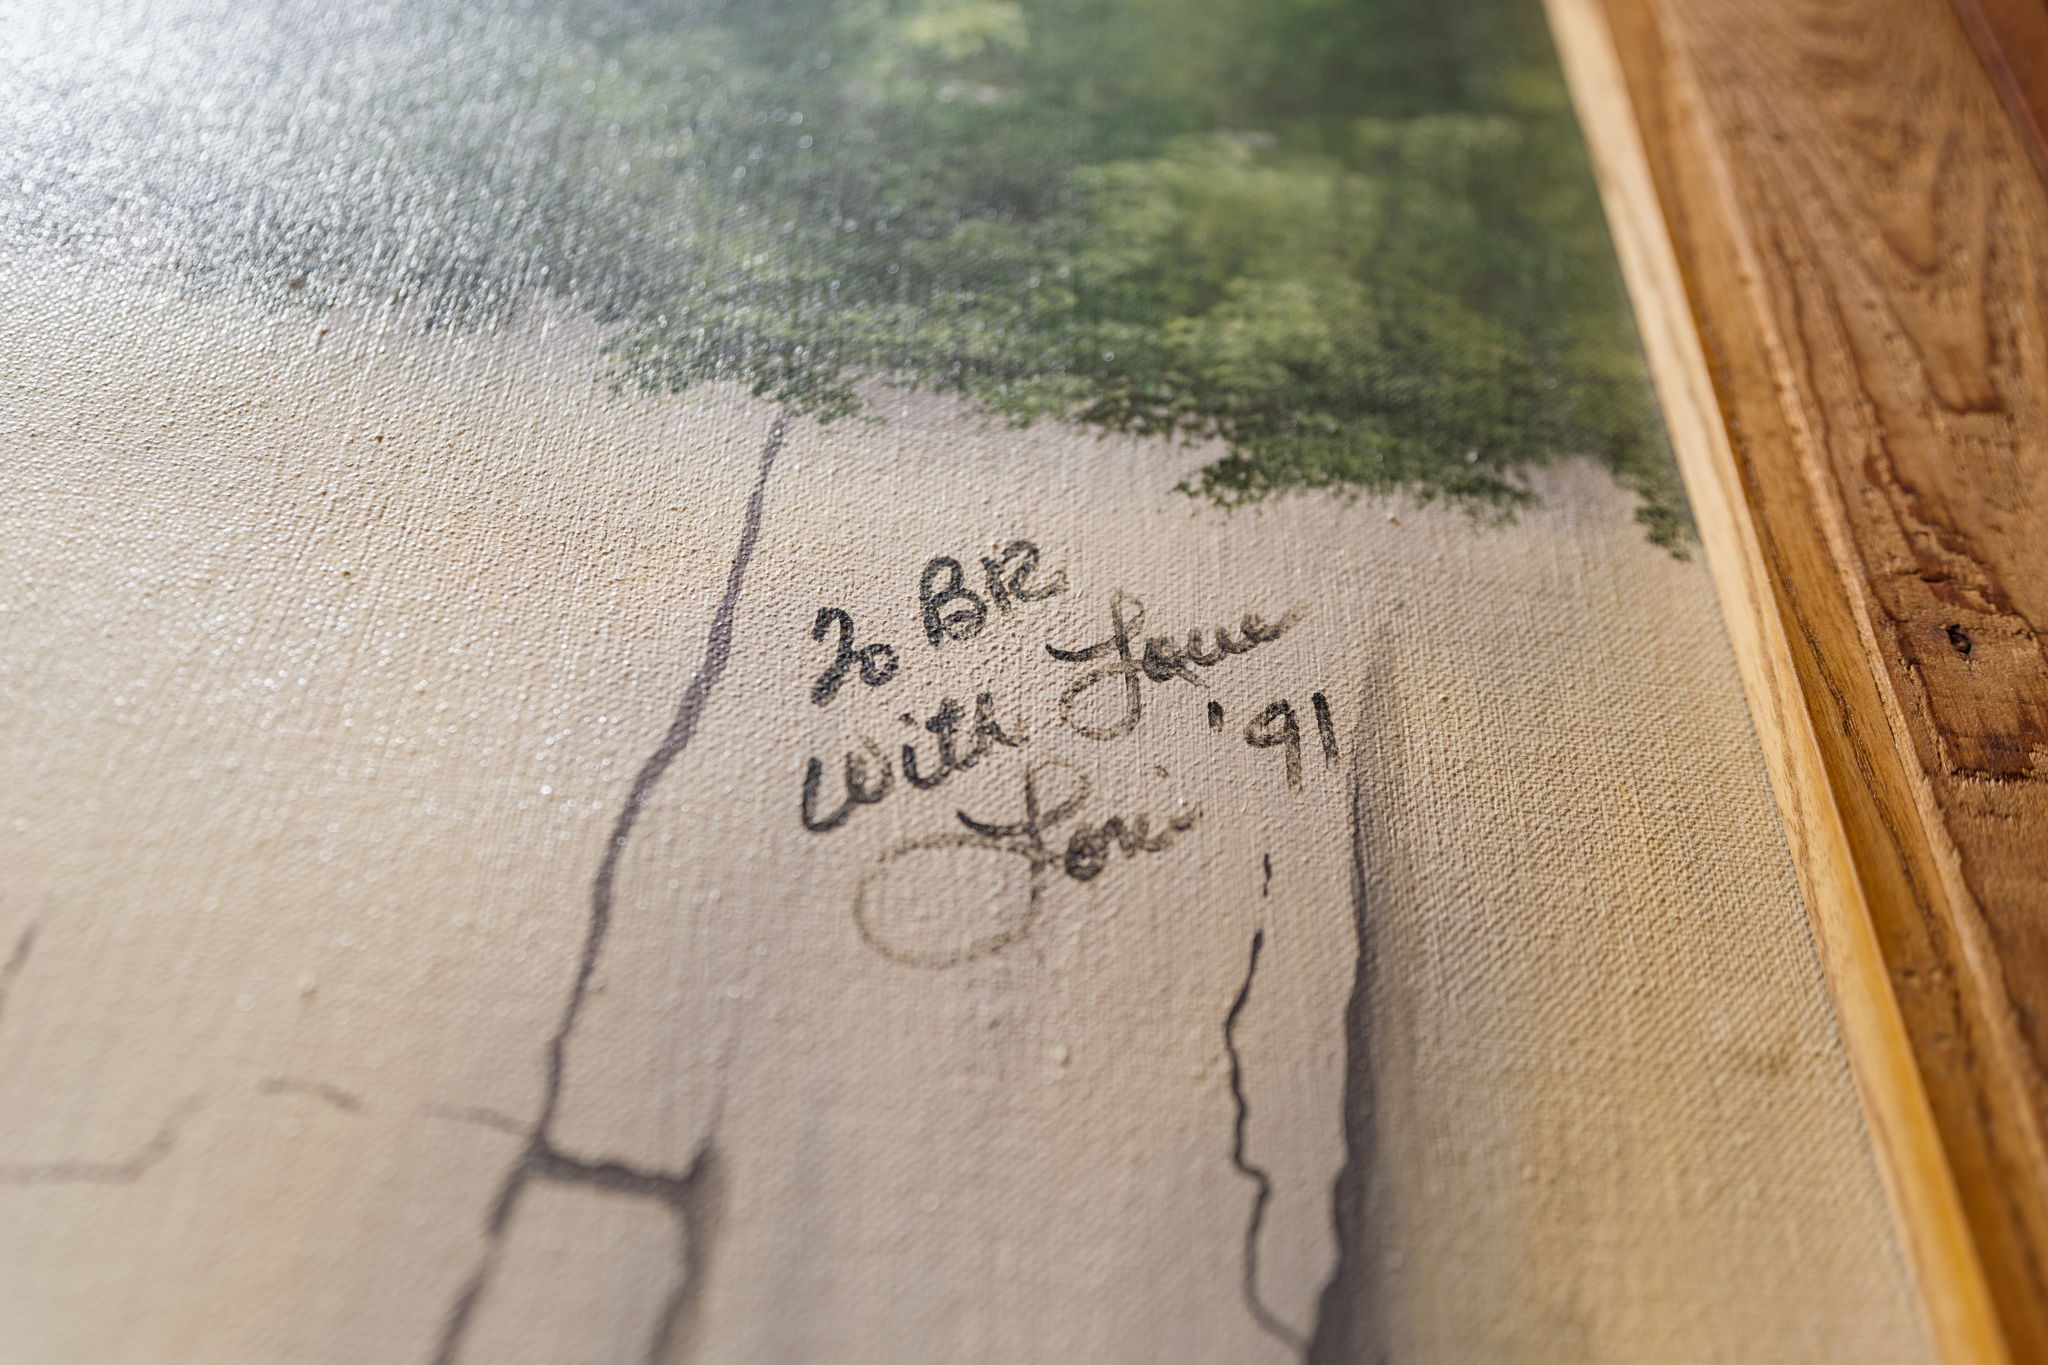 To BR
With Love
Lori '91